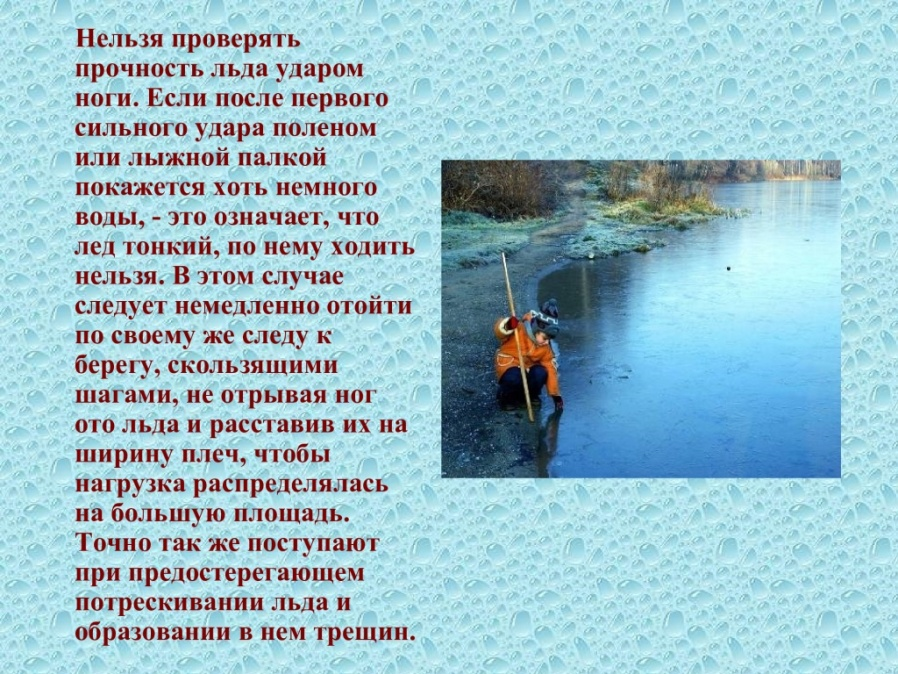 Нельзя проверять
прочность льда ударом
ноги. Если после первого
сильного удара поленом
или лыжной палкой
покажется хоть немного
воды, - это означает, что
лед тонкий, по нему ходить
нельзя. В этом случае
следует немедленно отойти
по своему же следу к
берегу, скользящими
шагами, не отрывая ног
ото льда и расставив их на
ширину плеч, чтобы
нагрузка распределялась
на большую площадь.
Точно так же поступают
при предостерегающем
потрескивании льда и
образовании в нем трещин.